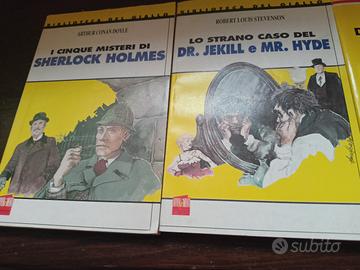 BIBLIOTECA DEL GIALLO
ARTHUR CONAN DOYLE
I CINQUE MISTERI DI
SHERLOCK HOLMES
BIBLIOTECA DEL GIALLO
ROBERT LOUIS STEVENSON
LO STRANO CASO DEL
DR. JEKILL e MR. HYDE
D
subito